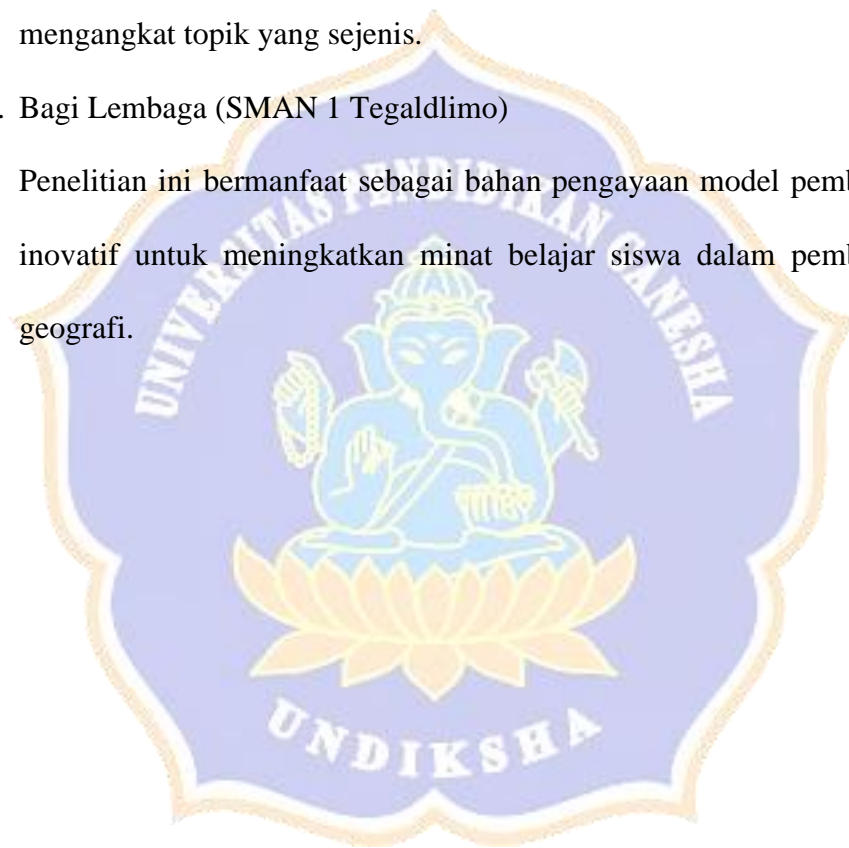 mengangkat topik yang sejenis.
. Bagi Lembaga (SMAN 1 Tegaldlimo)
Penelitian ini bermanfaat sebagai bahan pengayaan model pemb
inovatif untuk meningkatkan minat belajar siswa dalam pemb
geografi.
UNIVERSITAS PENDIDIKAN GANESHA
UNDIKSHA